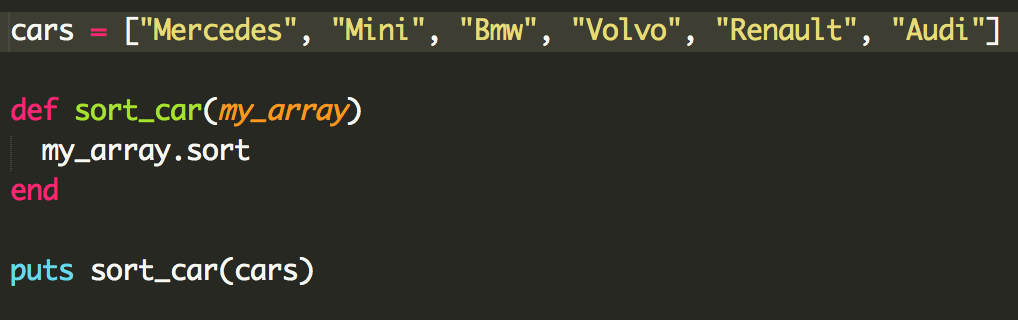 cars = ["Mercedes", "Mini", "Bmw", "Volvo", "Renault", "Audi"]
def sort_car(my_array)
  my_array.sort
end
puts sort_car(cars)